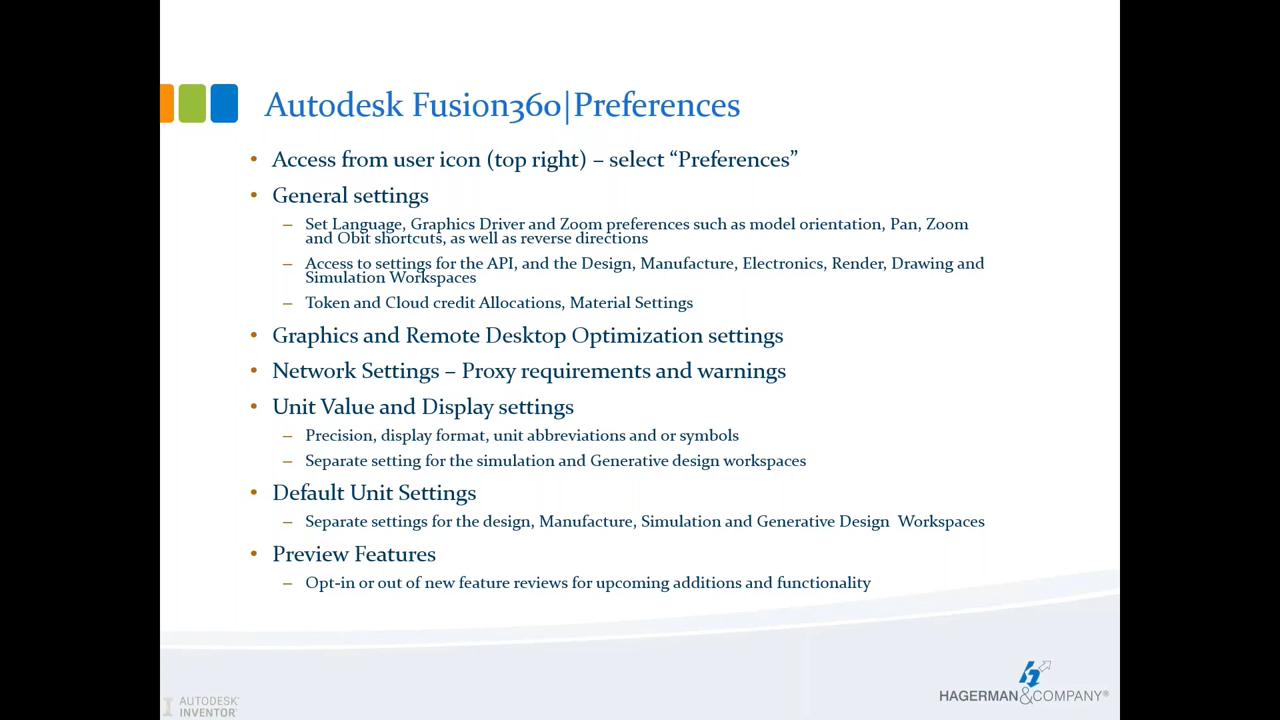 Autodesk Fusion360|Preferences
• Access from user icon (top right) – select “Preferences”
• General settings
– Set Language, Graphics Driver and Zoom preferences such as model orientation, Pan, Zoom
and Obit shortcuts, as well as reverse directions
– Access to settings for the API, and the Design, Manufacture, Electronics, Render, Drawing and
Simulation Workspaces
– Token and Cloud credit Allocations, Material Settings
• Graphics and Remote Desktop Optimization settings
• Network Settings – Proxy requirements and warnings
• Unit Value and Display settings
– Precision, display format, unit abbreviations and or symbols
– Separate setting for the simulation and Generative design workspaces
• Default Unit Settings
– Separate settings for the design, Manufacture, Simulation and Generative Design  Workspaces
• Preview Features
– Opt-in or out of new feature reviews for upcoming additions and functionality
AUTODESK®
INVENTOR®
HAGERMAN&COMPANY®